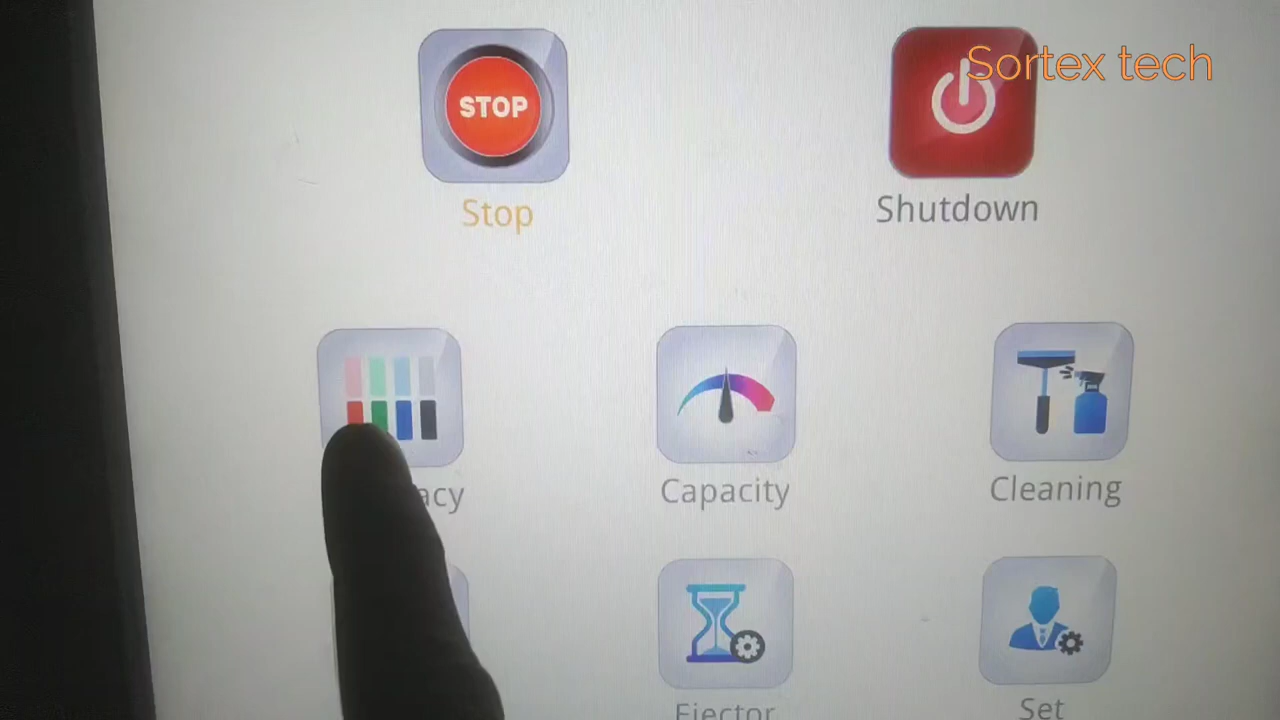 Sortex tech
STOP
Stop
Shutdown
acy
Capacity
Cleaning
Ejector
Set